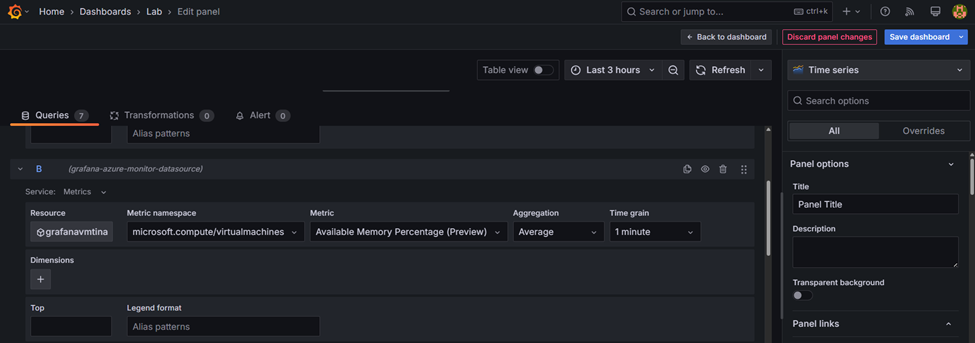 Home > Dashboards > Lab > Edit panel
Search or jump to... ctrl+k
Back to dashboard Discard panel changes Save dashboard
Table view Last 3 hours Refresh Time series
Search options
Queries 7 Transformations 0 Alert 0
All Overrides
Alias patterns
Panel options
B (grafana-azure-monitor-datasource)
Title
Service: Metrics
Panel Title
Resource Metric namespace Metric Aggregation Time grain
grafanavmtina microsoft.compute/virtualmachines Available Memory Percentage (Preview) Average 1 minute
Description
Dimensions
+
Transparent background
Top Legend format
Alias patterns
Panel links